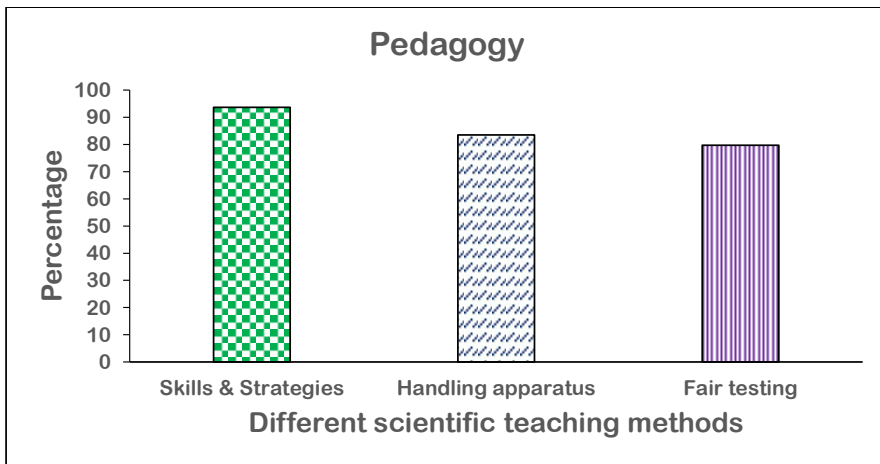 Pedagogy
Percentage
100
90
80
70
60
50
40
30
20
10
0
Skills & Strategies Handling apparatus Fair testing
Different scientific teaching methods